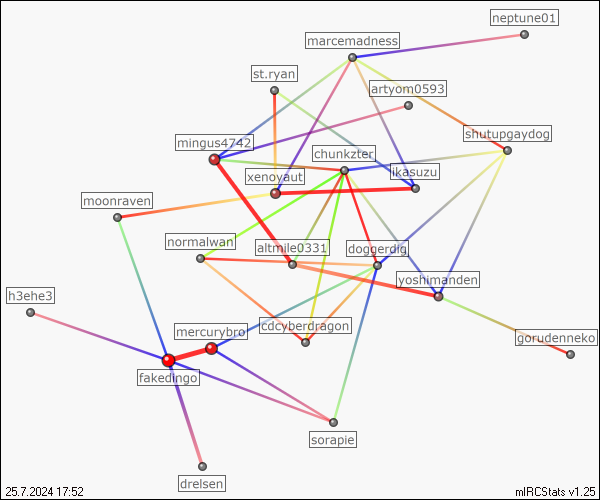 neptune01
marcemadness
st.ryan
artyom0593
shutupgaydog
mingus4742
chunkzter
xenoyaut
ikasuzu
moonraven
normalwan
altmile0331
doggerdig
yoshimanden
h3ehe3
mercurybro
cdcyberdragon
gorudenneko
fakedingo
sorapie
drelsen
25.7.2024 17:52
mIRCStats v1.25